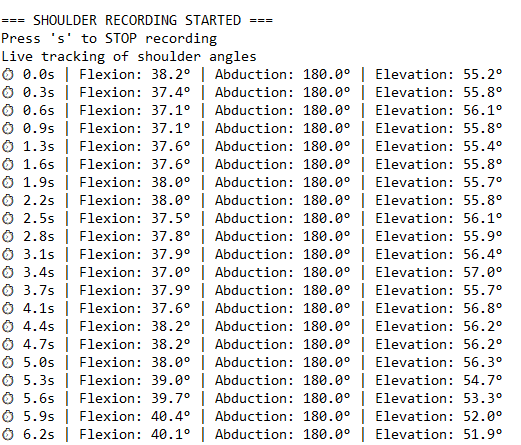 === SHOULDER RECORDING STARTED ===
Press 's' to STOP recording
Live tracking of shoulder angles
⏱ 0.0s | Flexion: 38.2° | Abduction: 180.0° | Elevation: 55.2°
⏱ 0.3s | Flexion: 37.4° | Abduction: 180.0° | Elevation: 55.8°
⏱ 0.6s | Flexion: 37.1° | Abduction: 180.0° | Elevation: 56.1°
⏱ 0.9s | Flexion: 37.1° | Abduction: 180.0° | Elevation: 55.8°
⏱ 1.3s | Flexion: 37.6° | Abduction: 180.0° | Elevation: 55.4°
⏱ 1.6s | Flexion: 37.6° | Abduction: 180.0° | Elevation: 55.8°
⏱ 1.9s | Flexion: 38.0° | Abduction: 180.0° | Elevation: 55.7°
⏱ 2.2s | Flexion: 38.0° | Abduction: 180.0° | Elevation: 55.8°
⏱ 2.5s | Flexion: 37.5° | Abduction: 180.0° | Elevation: 56.1°
⏱ 2.8s | Flexion: 37.8° | Abduction: 180.0° | Elevation: 55.9°
⏱ 3.1s | Flexion: 37.9° | Abduction: 180.0° | Elevation: 56.4°
⏱ 3.4s | Flexion: 37.0° | Abduction: 180.0° | Elevation: 57.0°
⏱ 3.7s | Flexion: 37.9° | Abduction: 180.0° | Elevation: 55.7°
⏱ 4.1s | Flexion: 37.6° | Abduction: 180.0° | Elevation: 56.8°
⏱ 4.4s | Flexion: 38.2° | Abduction: 180.0° | Elevation: 56.2°
⏱ 4.7s | Flexion: 38.2° | Abduction: 180.0° | Elevation: 56.2°
⏱ 5.0s | Flexion: 38.0° | Abduction: 180.0° | Elevation: 56.3°
⏱ 5.3s | Flexion: 39.0° | Abduction: 180.0° | Elevation: 54.7°
⏱ 5.6s | Flexion: 39.7° | Abduction: 180.0° | Elevation: 53.3°
⏱ 5.9s | Flexion: 40.4° | Abduction: 180.0° | Elevation: 52.0°
⏱ 6.2s | Flexion: 40.1° | Abduction: 180.0° | Elevation: 51.9°